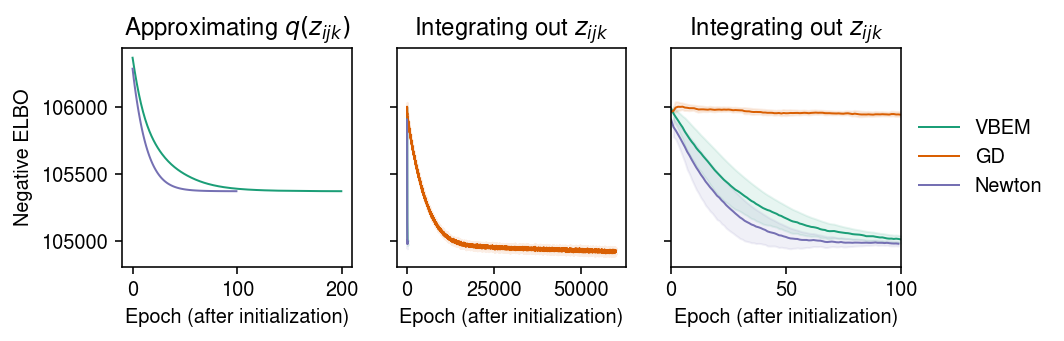 Approximating q(z_ijk)
Integrating out z_ijk
Integrating out z_ijk
Negative ELBO
106000
105500
105000
0 100 200
0 25000 50000
0 50 100
Epoch (after initialization)
Epoch (after initialization)
Epoch (after initialization)
VBEM
GD
Newton